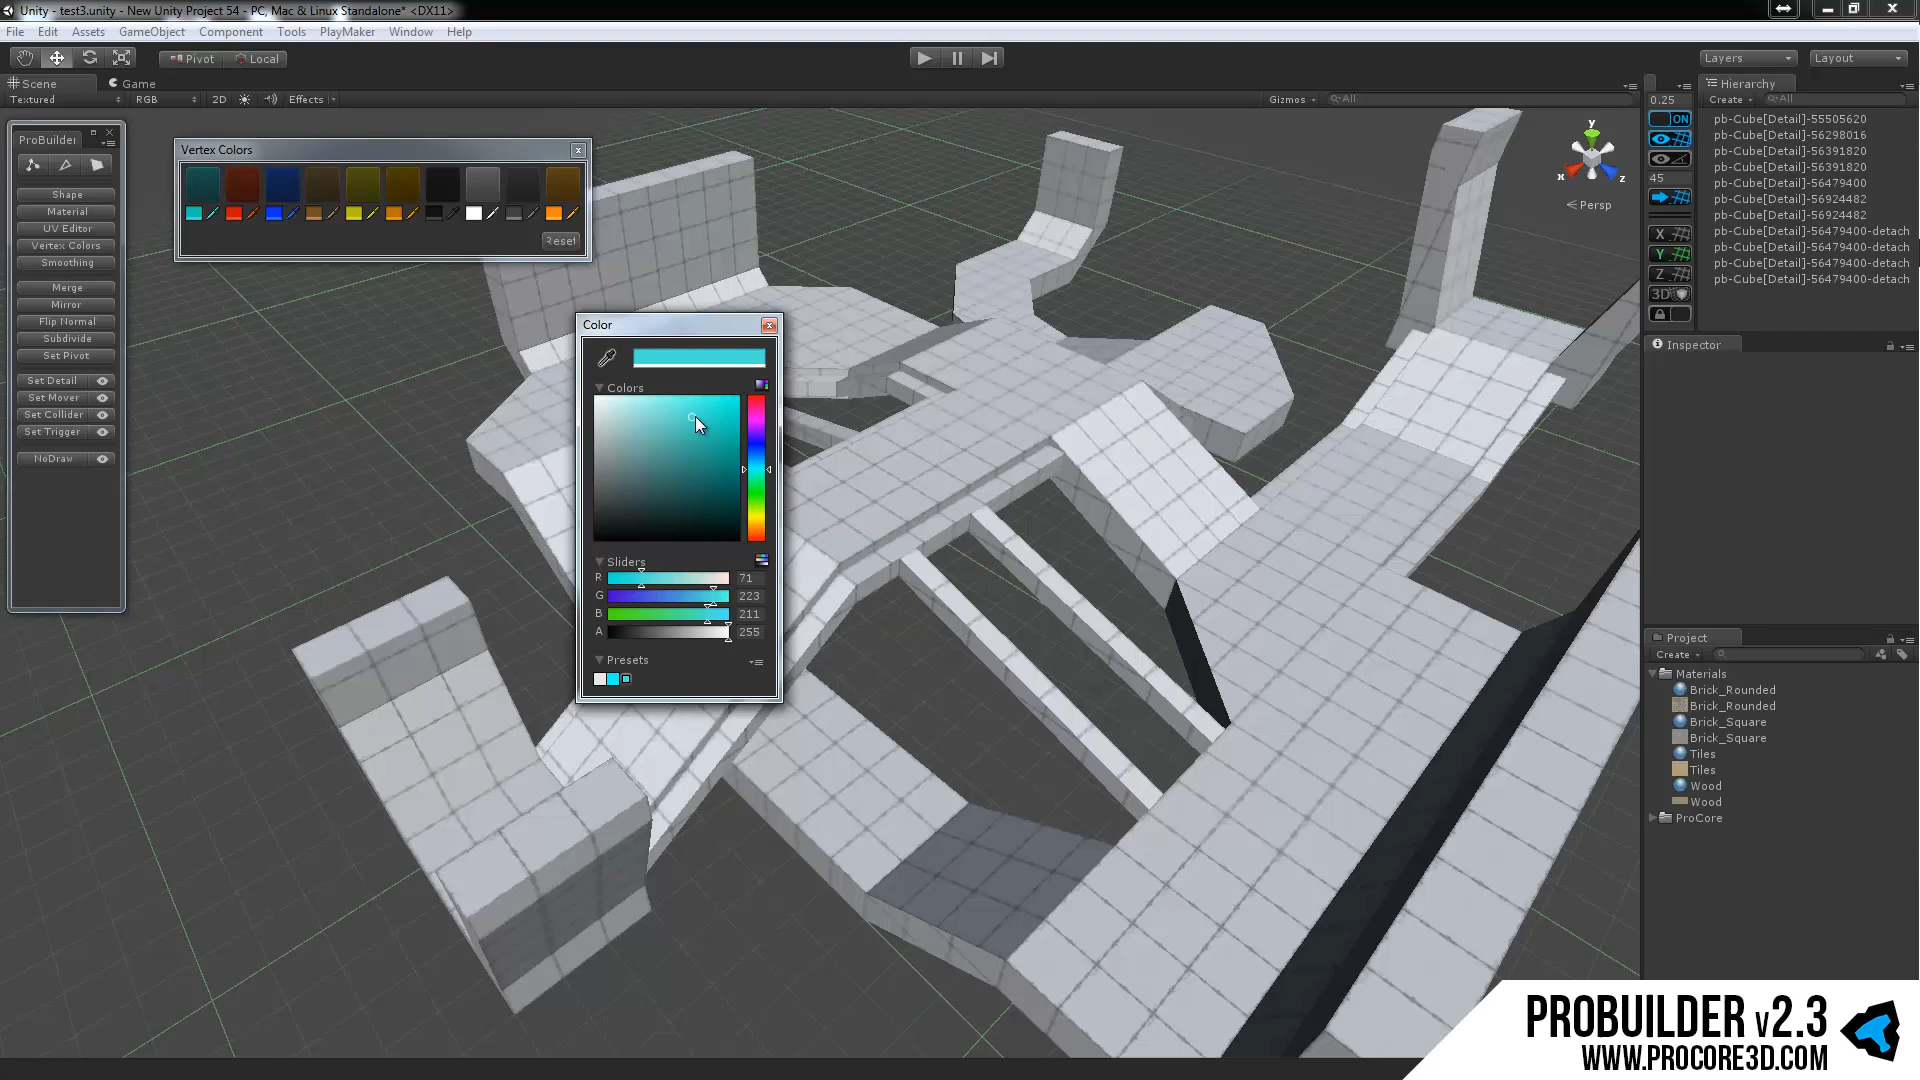 Unity - test3.unity - New Unity Project 54 - PC, Mac & Linux Standalone* <DX11>
File Edit Assets GameObject Component Tools PlayMaker Window Help
Pivot Local Layers Layout
Scene Game Hierarchy
Textured RGB 2D Effects Gizmos All 0.25 Create All
ON
45
X
Y
Z
3D
pb-Cube[Detail]-55505620
pb-Cube[Detail]-56298016
pb-Cube[Detail]-56391820
pb-Cube[Detail]-56391820
pb-Cube[Detail]-56479400
pb-Cube[Detail]-56924482
pb-Cube[Detail]-56924482
pb-Cube[Detail]-56479400-detach
pb-Cube[Detail]-56479400-detach
pb-Cube[Detail]-56479400-detach
pb-Cube[Detail]-56479400-detach
ProBuilder
Shape
Material
UV Editor
Vertex Colors
Smoothing
Merge
Mirror
Flip Normal
Subdivide
Set Pivot
Set Detail
Set Mover
Set Collider
Set Trigger
NoDraw
Vertex Colors
Reset
y
x z
Persp
Color
Colors
Sliders
R 71
G 223
B 211
A 255
Presets
Inspector
Project
Create
Materials
Brick_Rounded
Brick_Rounded
Brick_Square
Brick_Square
Tiles
Tiles
Wood
Wood
ProCore
PROBUILDER v2.3
WWW.PROCORE3D.COM